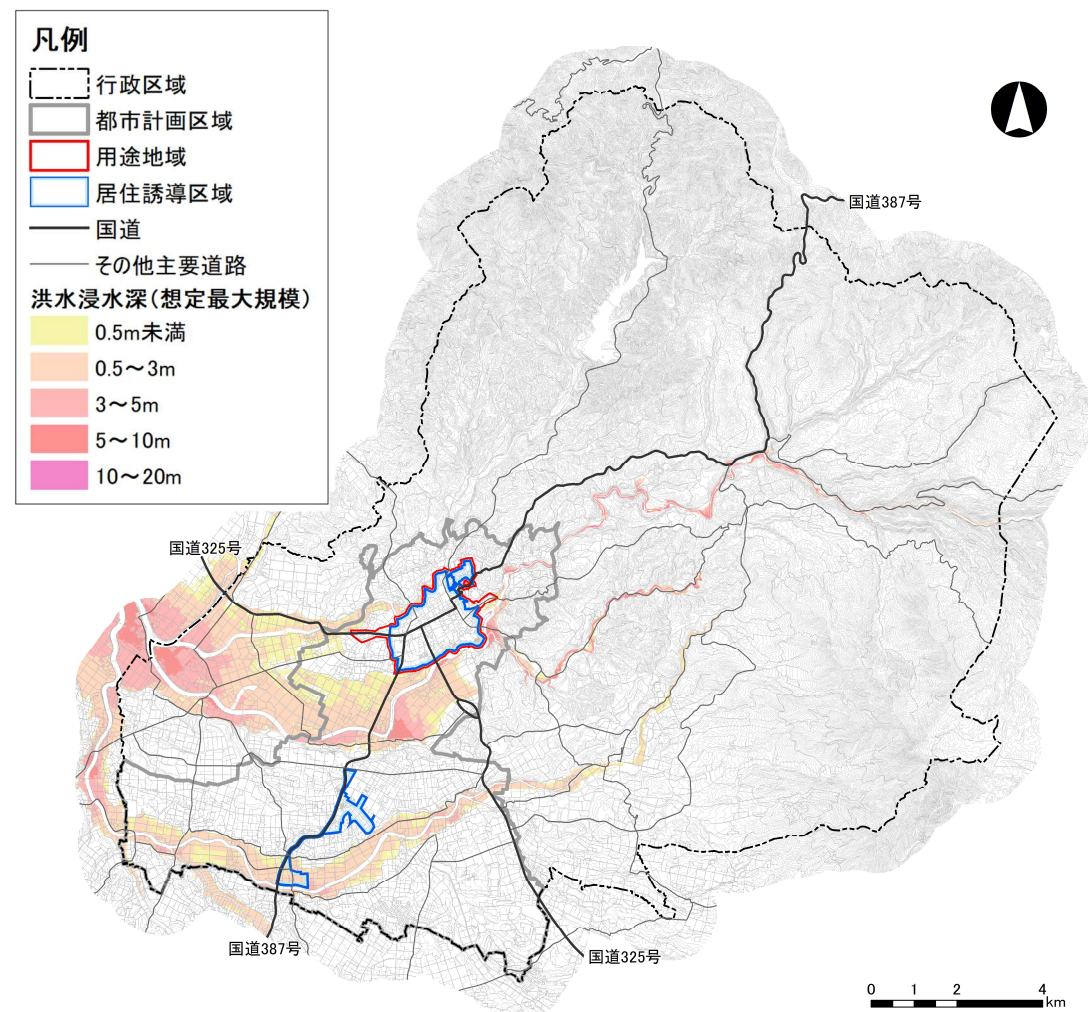 凡例
行政区域
都市計画区域
用途地域
居住誘導区域
国道
その他主要道路
洪水浸水深(想定最大規模)
0.5m未満
0.5～3m
3～5m
5～10m
10～20m
国道387号
国道325号
国道387号
国道325号
0 1 2 4
km